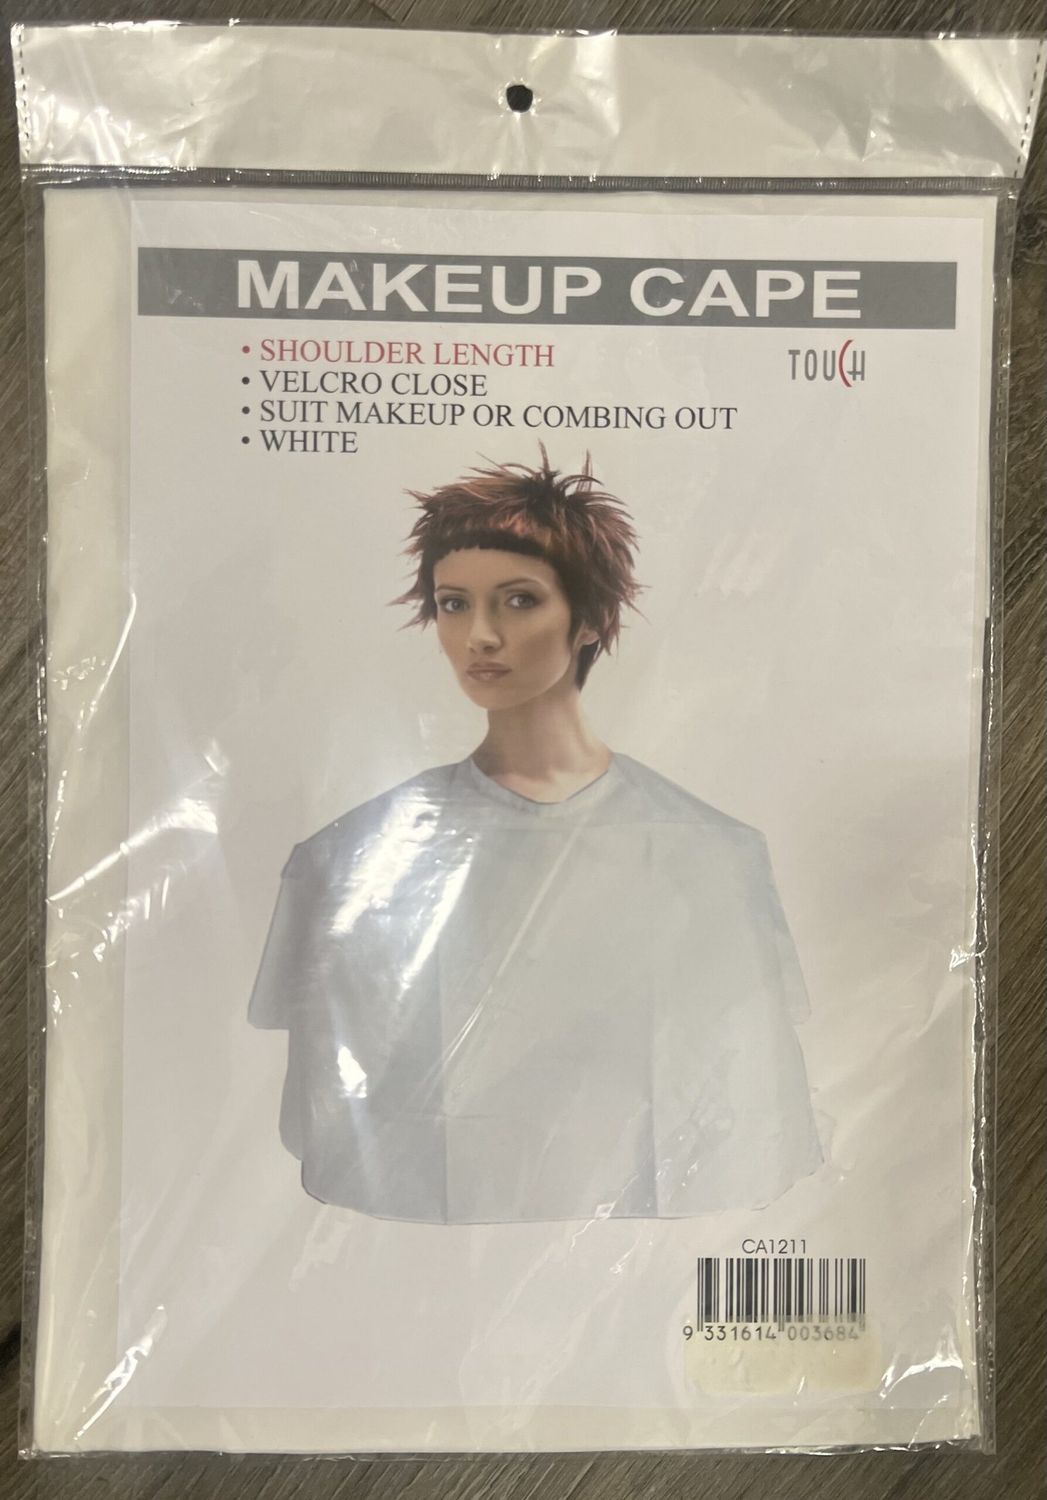 MAKEUP CAPE
• SHOULDER LENGTH
TOUCH
• VELCRO CLOSE
• SUIT MAKEUP OR COMBING OUT
• WHITE
CA1211
9 331614 003684